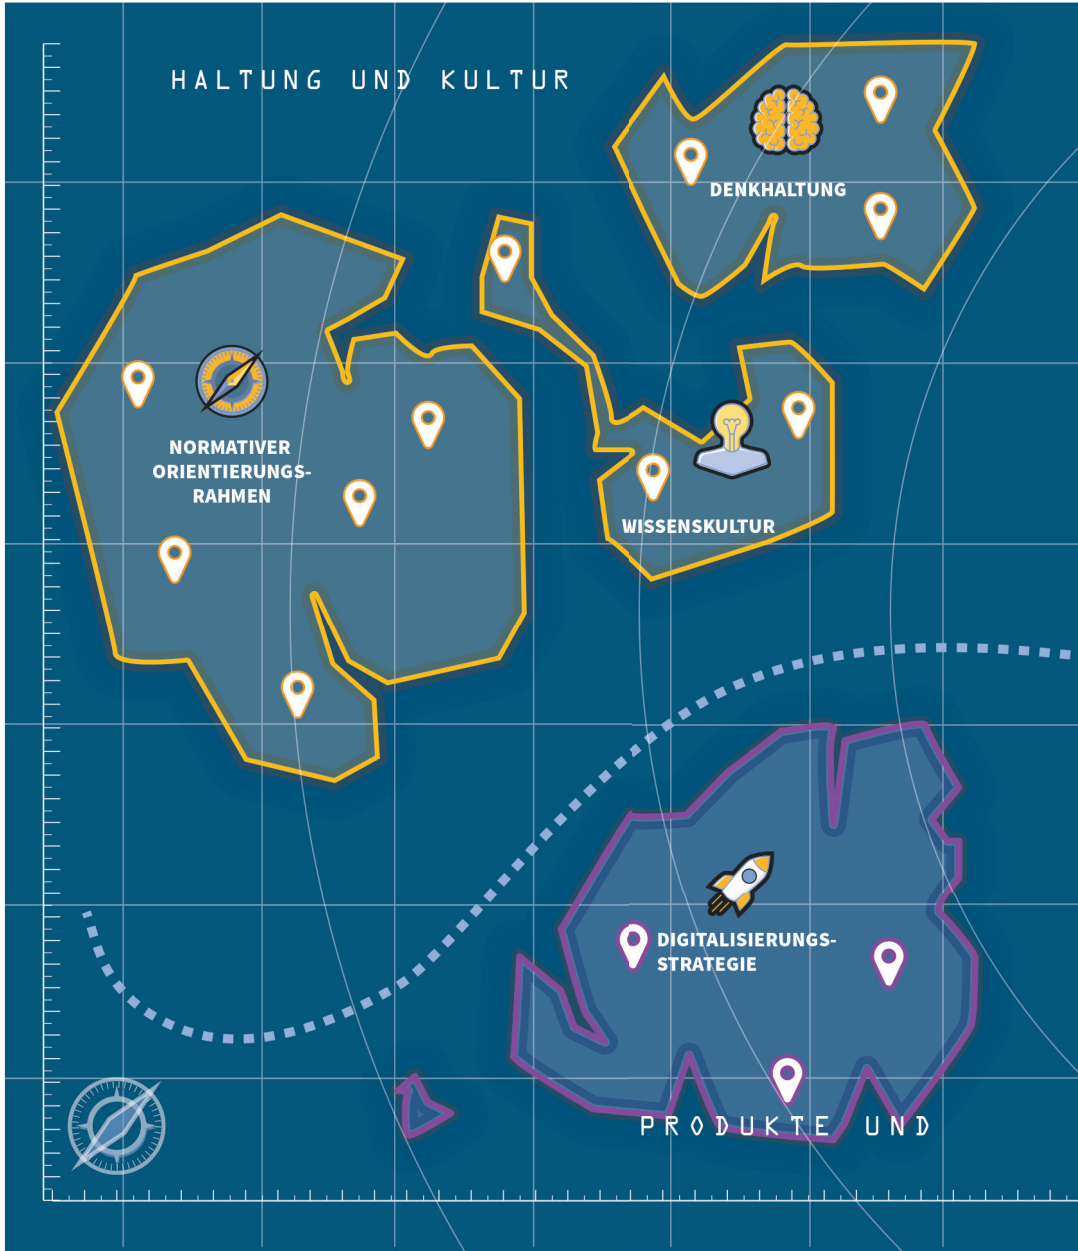 HALTUNG UND KULTUR
DENKHALTUNG
NORMATIVER
ORIENTIERUNGS-
RAHMEN
WISSENSKULTUR
DIGITALISIERUNGS-
STRATEGIE
PRODUKTE UND